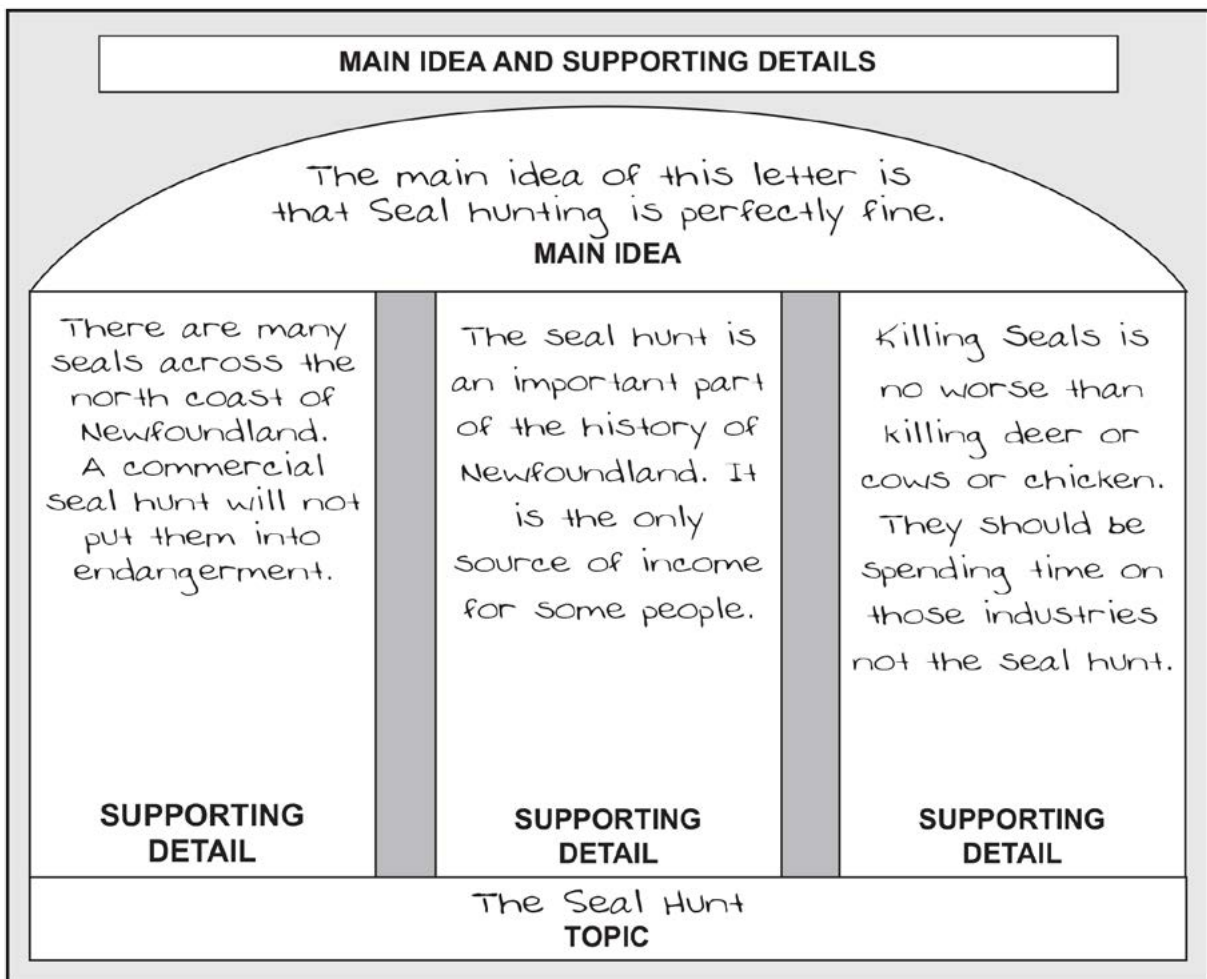 MAIN IDEA AND SUPPORTING DETAILS
The main idea of this letter is
that Seal hunting is perfectly fine.
MAIN IDEA
There are many
seals across the
north coast of
Newfoundland.
A commercial
seal hunt will not
put them into
endangerment.
SUPPORTING
DETAIL
The seal hunt is
an important part
of the history of
Newfoundland. It
is the only
source of income
for some people.
SUPPORTING
DETAIL
Killing Seals is
no worse than
killing deer or
cows or chicken.
They should be
spending time on
those industries
not the seal hunt.
SUPPORTING
DETAIL
The Seal Hunt
TOPIC